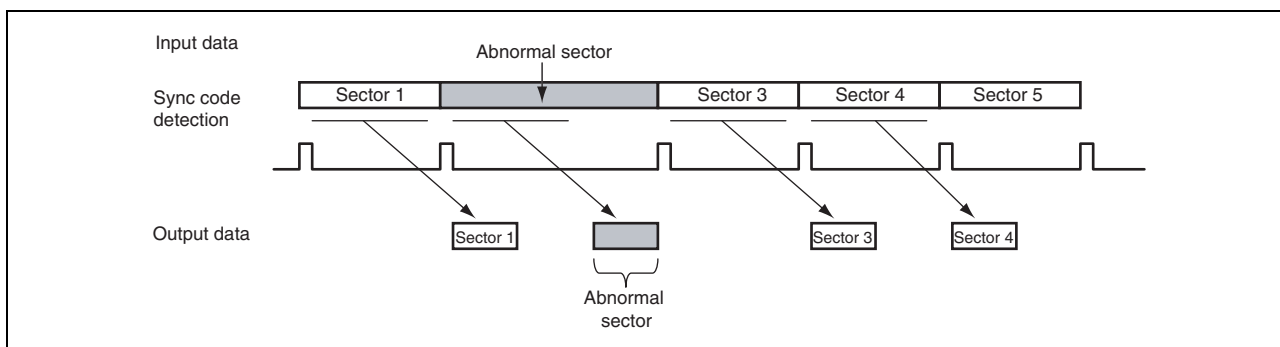 Input data
Abnormal sector
Sync code
detection
Sector 1
Sector 3
Sector 4
Sector 5
Output data
Sector 1
Sector 3
Sector 4
Abnormal
sector